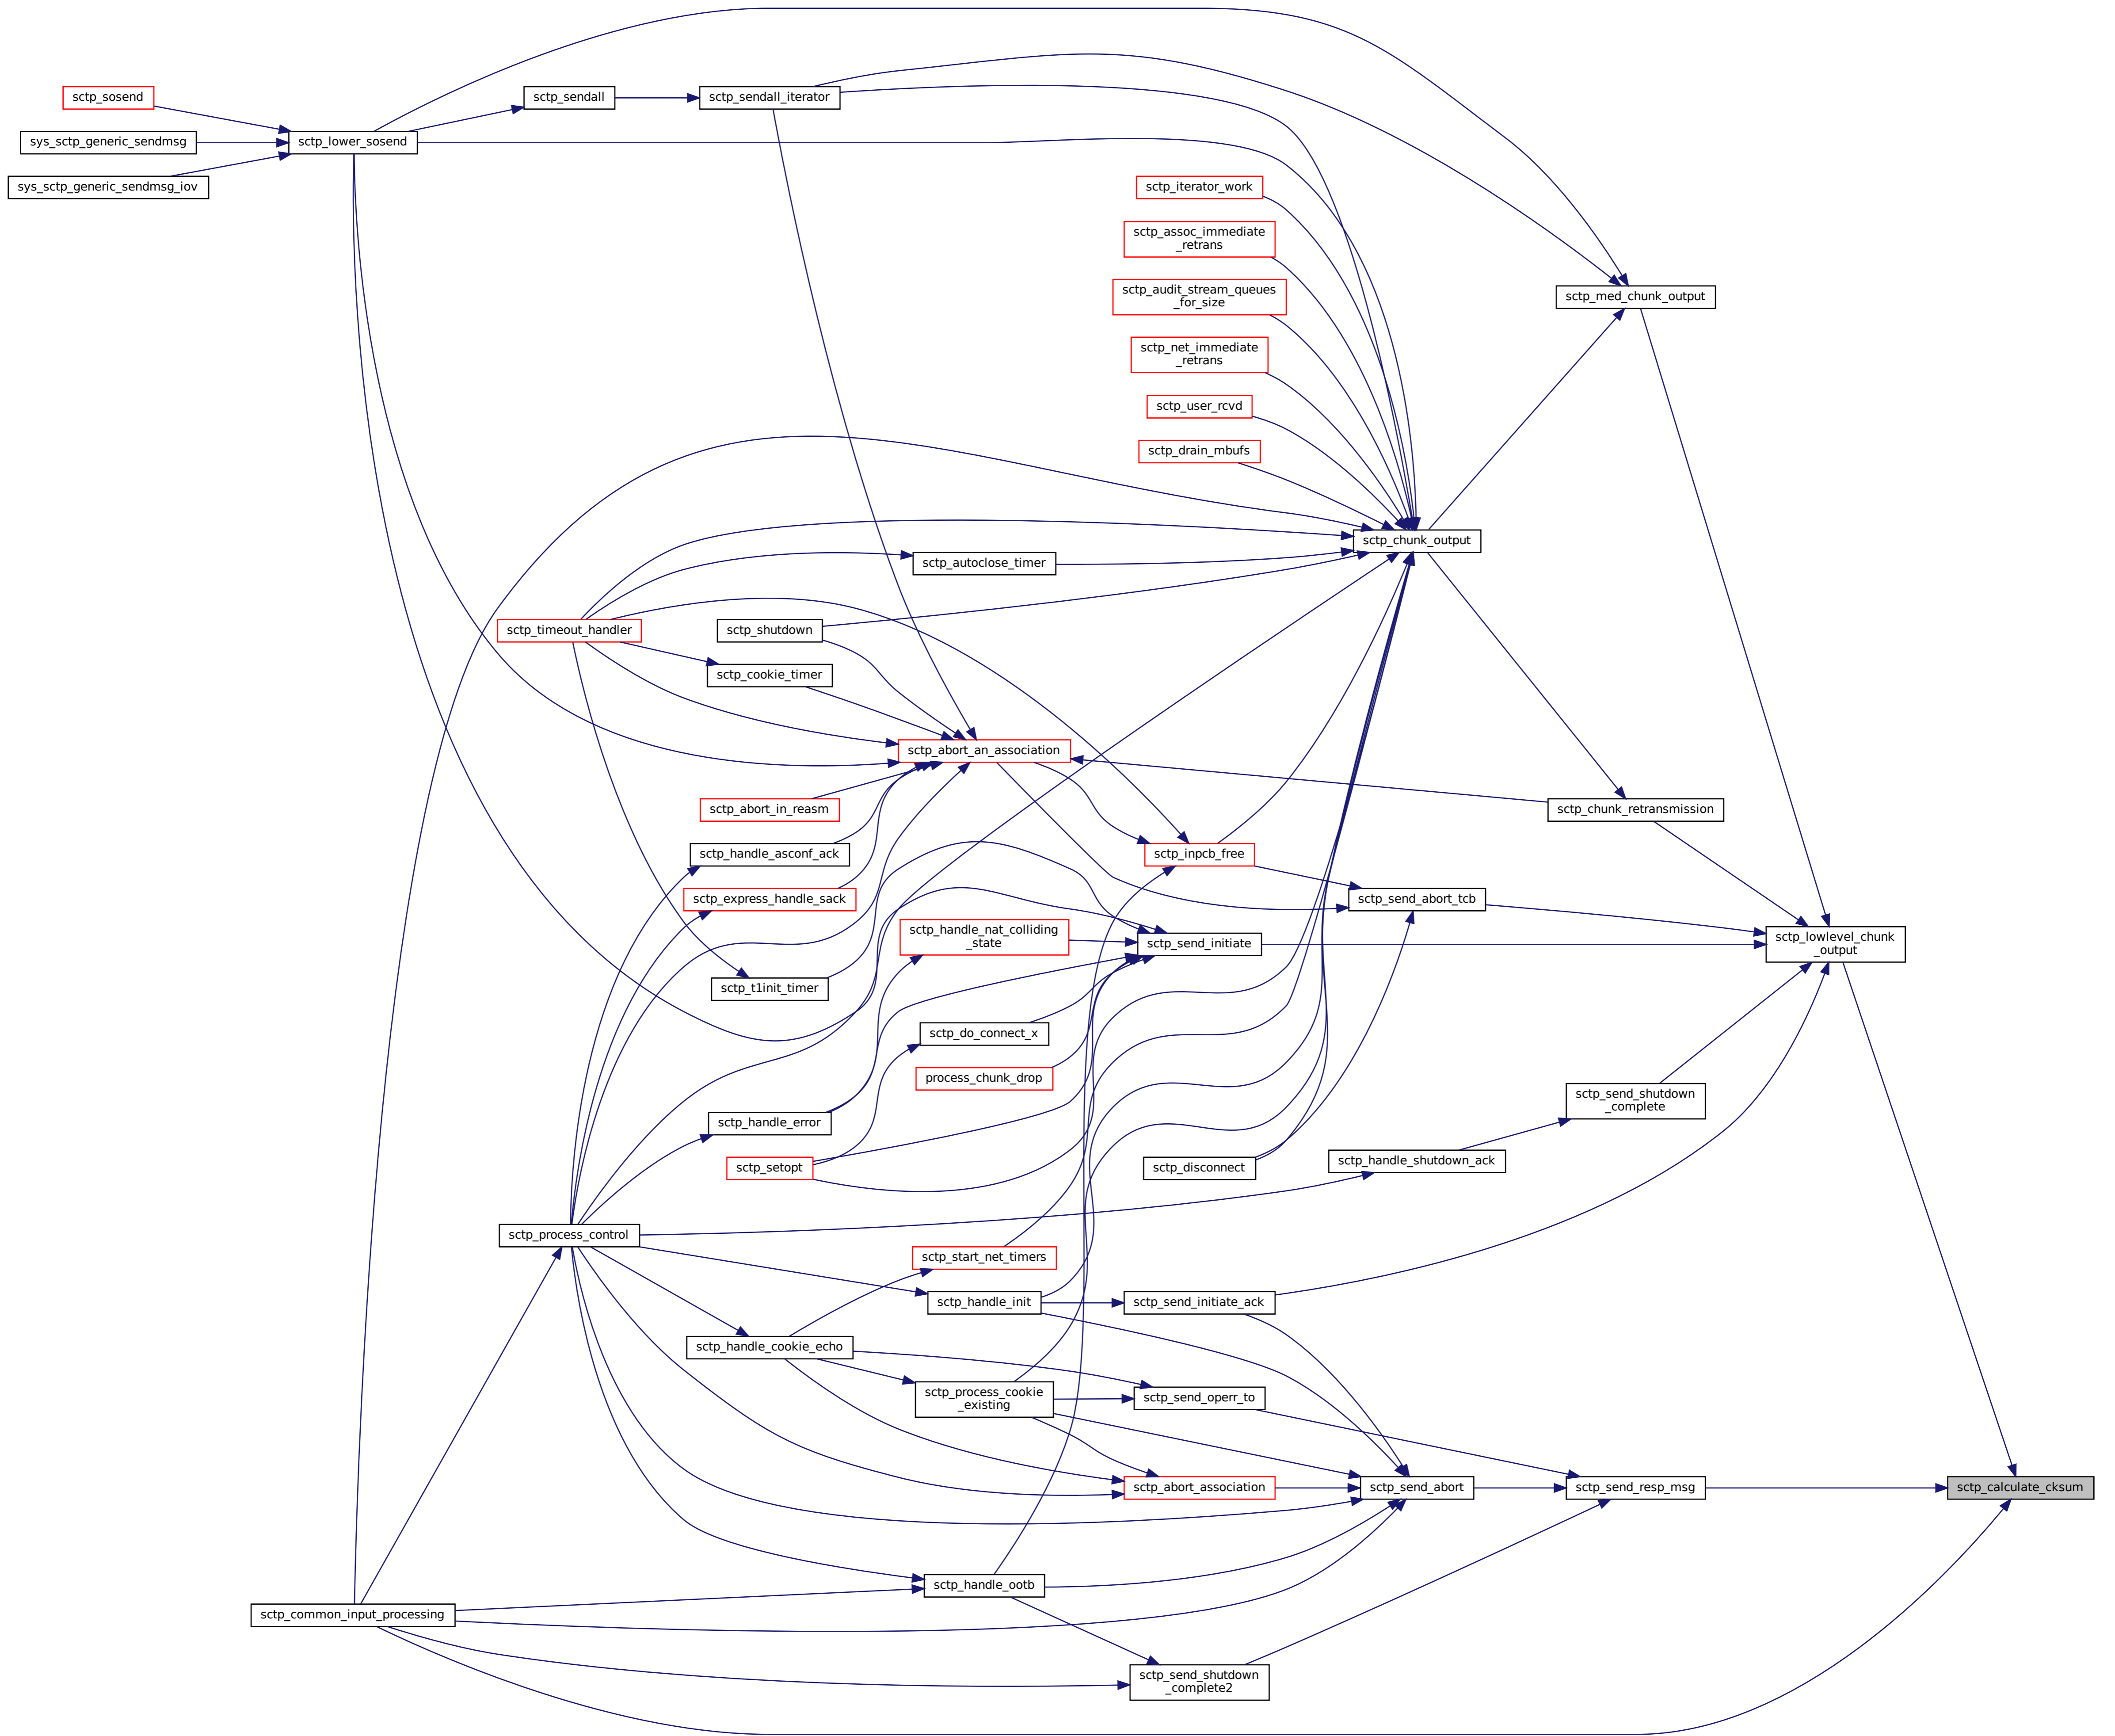 sctp_sosend
sctp_sendall
sctp_sendall_iterator
sys_sctp_generic_sendmsg
sctp_lower_sosend
sys_sctp_generic_sendmsg_iov
sctp_iterator_work
sctp_assoc_immediate
_retrans
sctp_audit_stream_queues
_for_size
sctp_med_chunk_output
sctp_net_immediate
_retrans
sctp_user_rcvd
sctp_drain_mbufs
sctp_chunk_output
sctp_autoclose_timer
sctp_timeout_handler
sctp_shutdown
sctp_cookie_timer
sctp_abort_an_association
sctp_abort_in_reasm
sctp_chunk_retransmission
sctp_handle_asconf_ack
sctp_inpcb_free
sctp_express_handle_sack
sctp_send_abort_tcb
sctp_handle_nat_colliding
_state
sctp_send_initiate
sctp_lowlevel_chunk
_output
sctp_t1init_timer
sctp_do_connect_x
process_chunk_drop
sctp_send_shutdown
_complete
sctp_handle_error
sctp_setopt
sctp_disconnect
sctp_handle_shutdown_ack
sctp_process_control
sctp_start_net_timers
sctp_handle_init
sctp_send_initiate_ack
sctp_handle_cookie_echo
sctp_process_cookie
_existing
sctp_send_operr_to
sctp_abort_association
sctp_send_abort
sctp_send_resp_msg
sctp_calculate_cksum
sctp_handle_ootb
sctp_common_input_processing
sctp_send_shutdown
_complete2